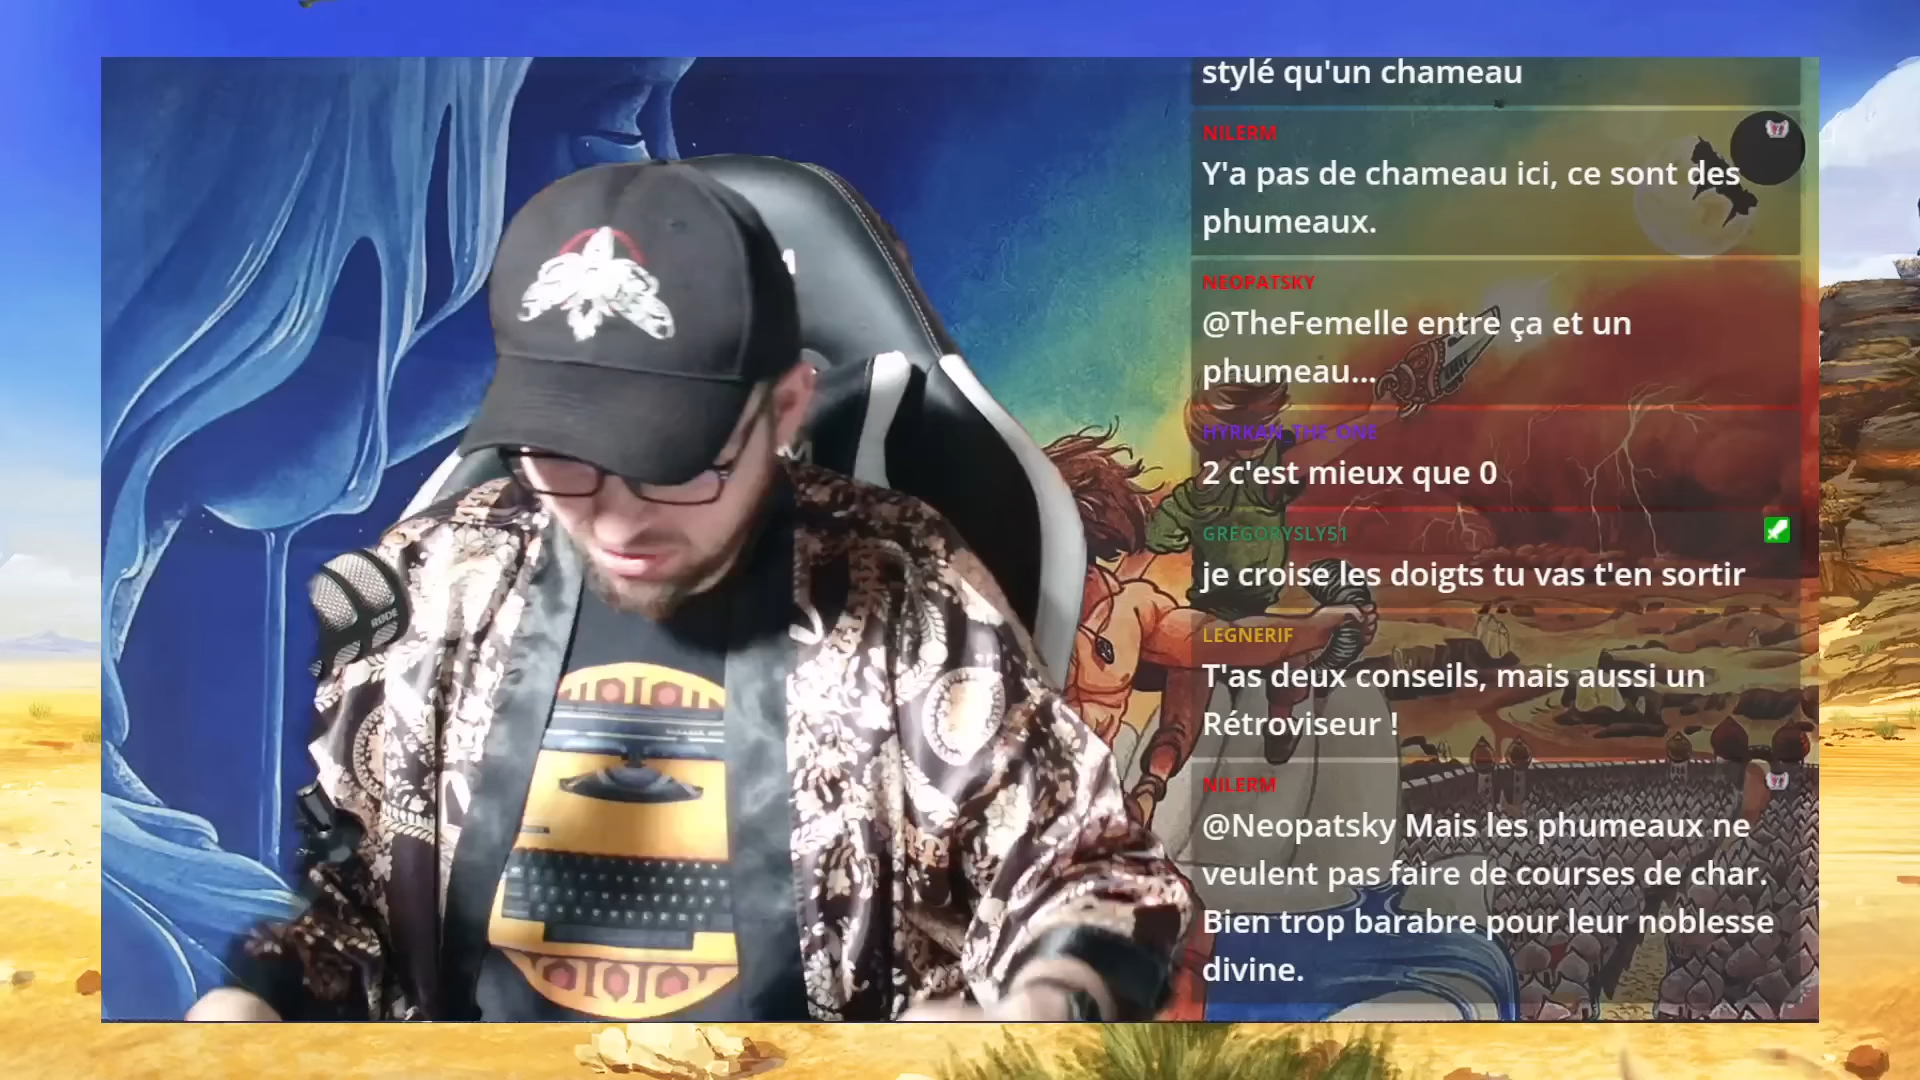 stylé qu'un chameau
NILERM
Y'a pas de chameau ici, ce sont des
phumeaux.
NEOPATSKY
@TheFemelle entre ça et un
phumeau...
HYRKAN_THE_ONE
2 c'est mieux que 0
GREGORYSLY51
je croise les doigts tu vas t'en sortir
LEGNERIF
T'as deux conseils, mais aussi un
Rétroviseur !
NILERM
@Neopatsky Mais les phumeaux ne
veulent pas faire de courses de char.
Bien trop barabre pour leur noblesse
divine.
RØDE